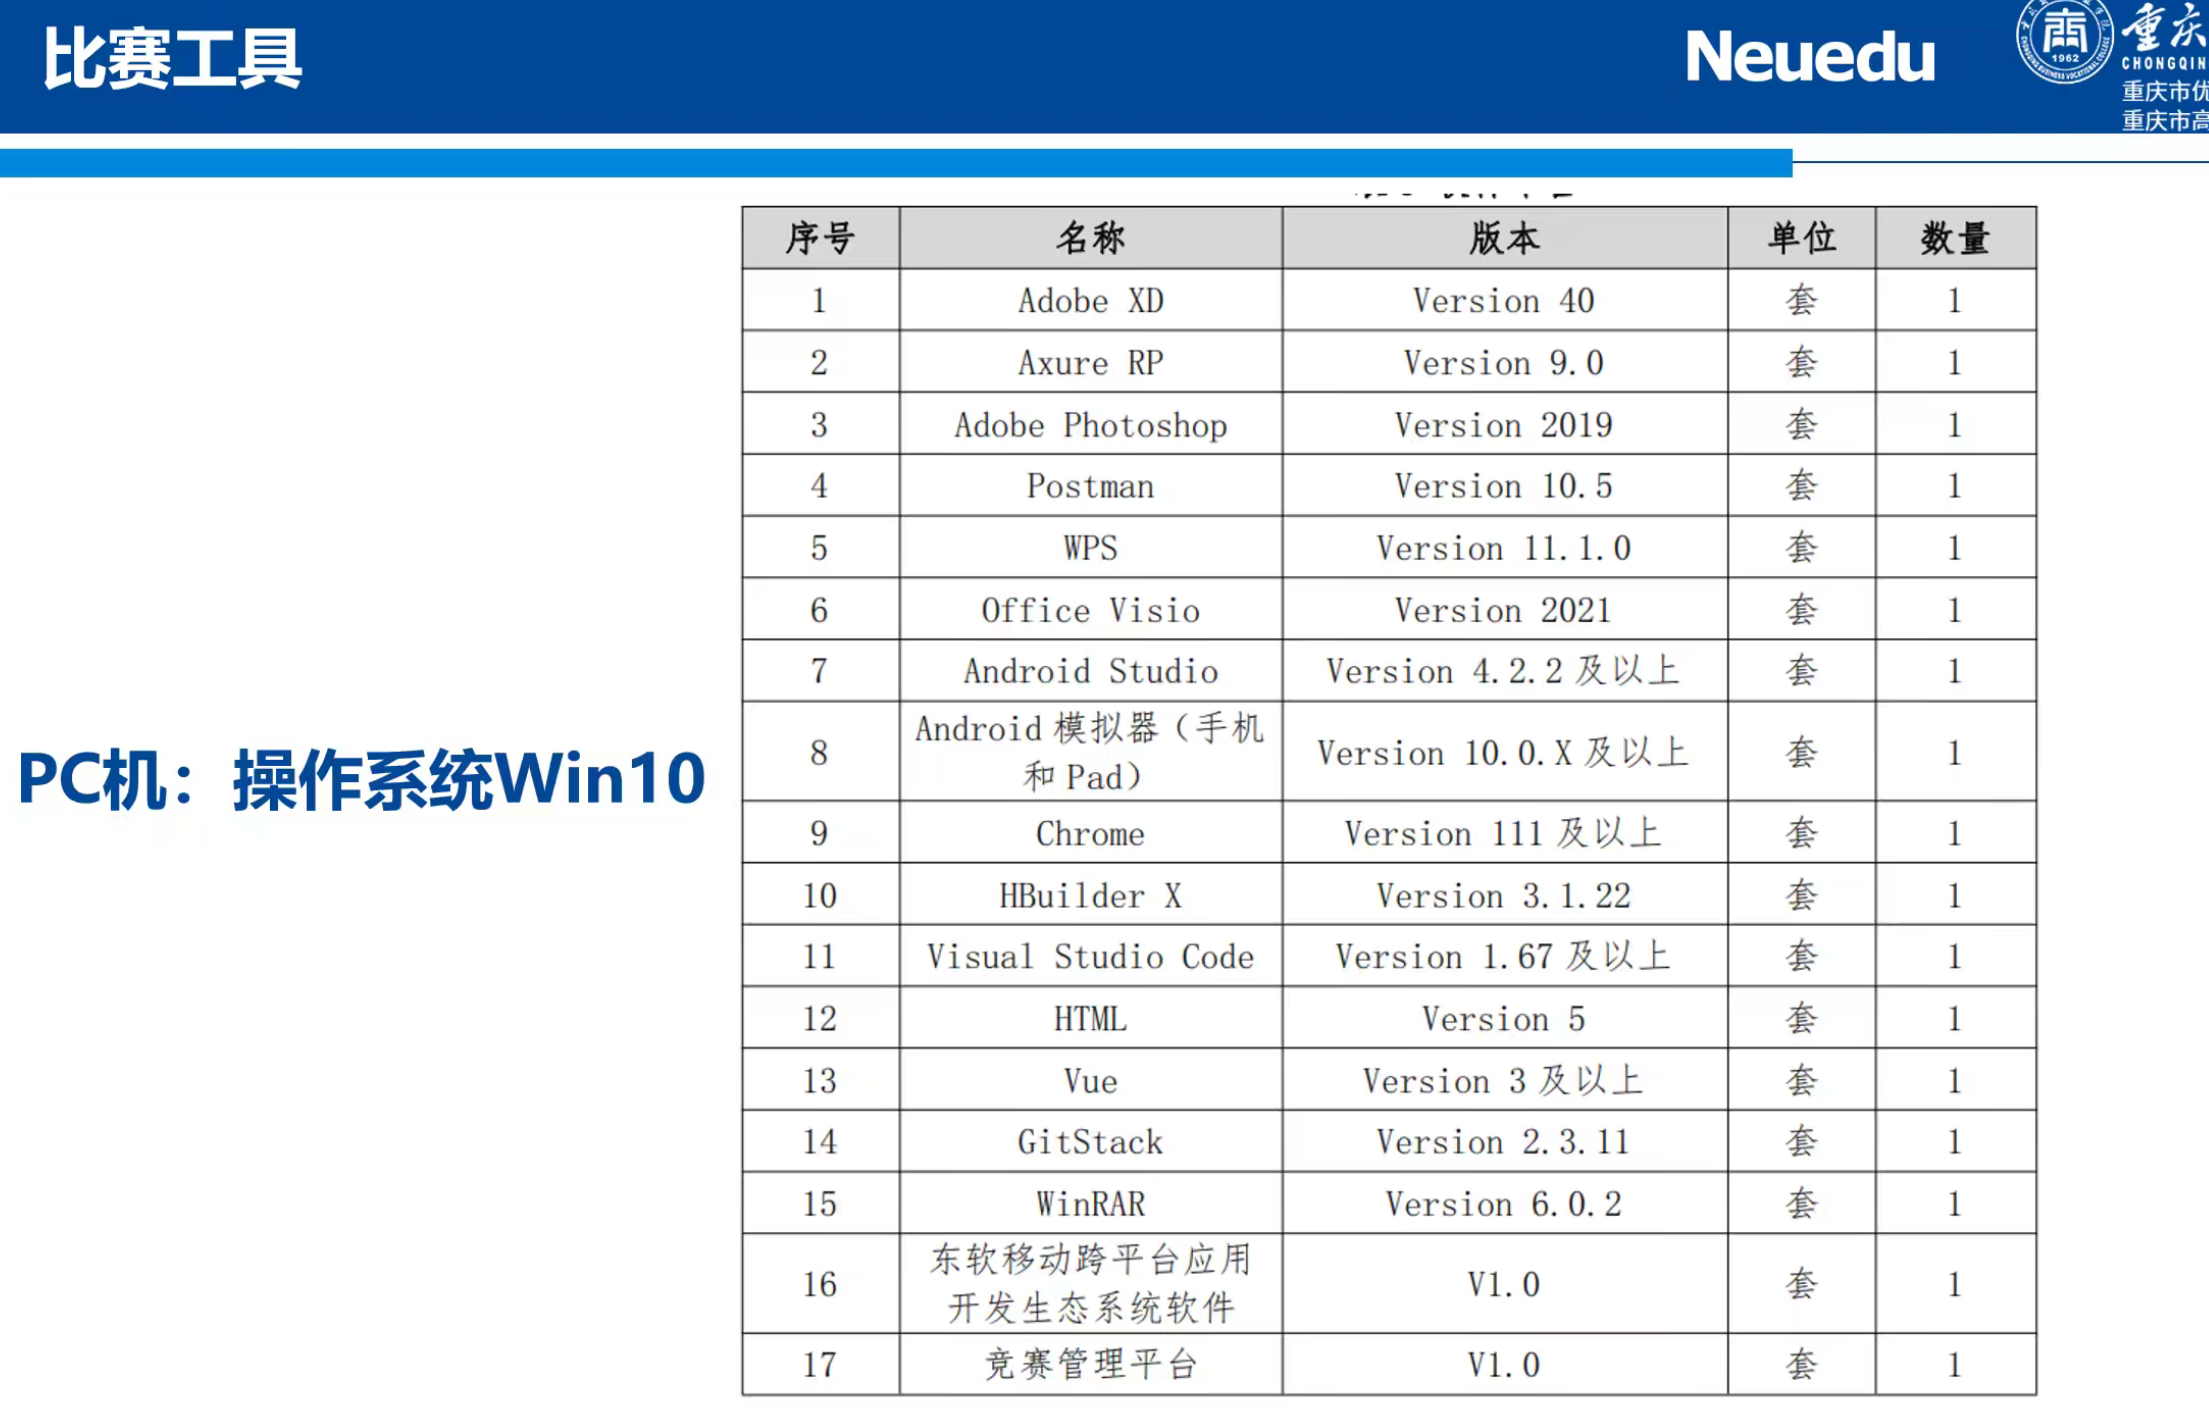 比赛工具
Neuedu
1962
重庆
CHONGQIN
重庆市优
重庆市高
序号 名称 版本 单位 数量
1 Adobe XD Version 40 套 1
2 Axure RP Version 9.0 套 1
3 Adobe Photoshop Version 2019 套 1
4 Postman Version 10.5 套 1
5 WPS Version 11.1.0 套 1
6 Office Visio Version 2021 套 1
7 Android Studio Version 4.2.2 及以上 套 1
8 Android 模拟器（手机和 Pad） Version 10.0.X 及以上 套 1
9 Chrome Version 111 及以上 套 1
10 HBuilder X Version 3.1.22 套 1
11 Visual Studio Code Version 1.67 及以上 套 1
12 HTML Version 5 套 1
13 Vue Version 3 及以上 套 1
14 GitStack Version 2.3.11 套 1
15 WinRAR Version 6.0.2 套 1
16 东软移动跨平台应用开发生态系统软件 V1.0 套 1
17 竞赛管理平台 V1.0 套 1
PC机：操作系统Win10